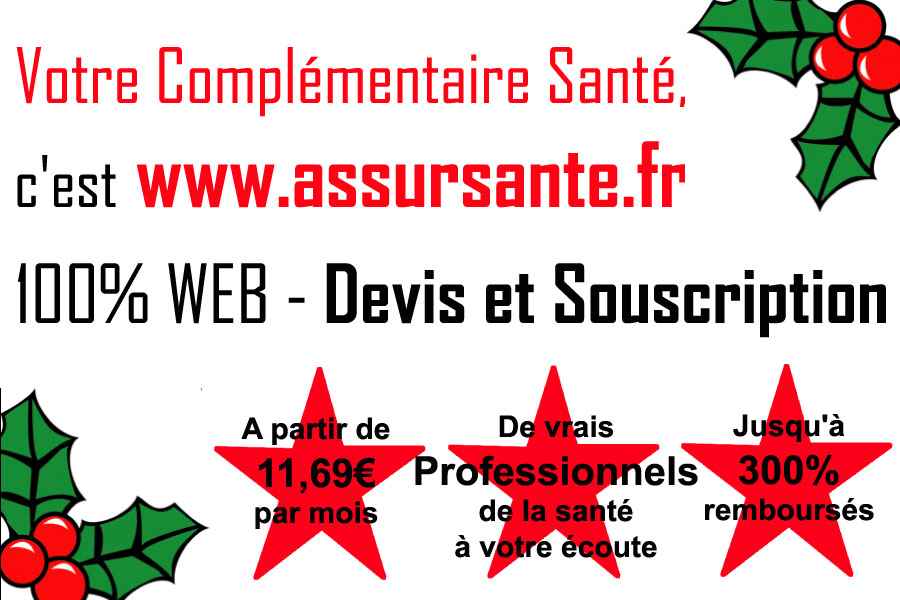 Votre Complémentaire Santé,
c'est www.assursante.fr
100% WEB - Devis et Souscription
A partir de
11,69€
par mois
De vrais
Professionnels
de la santé
à votre écoute
Jusqu'à
300%
remboursés